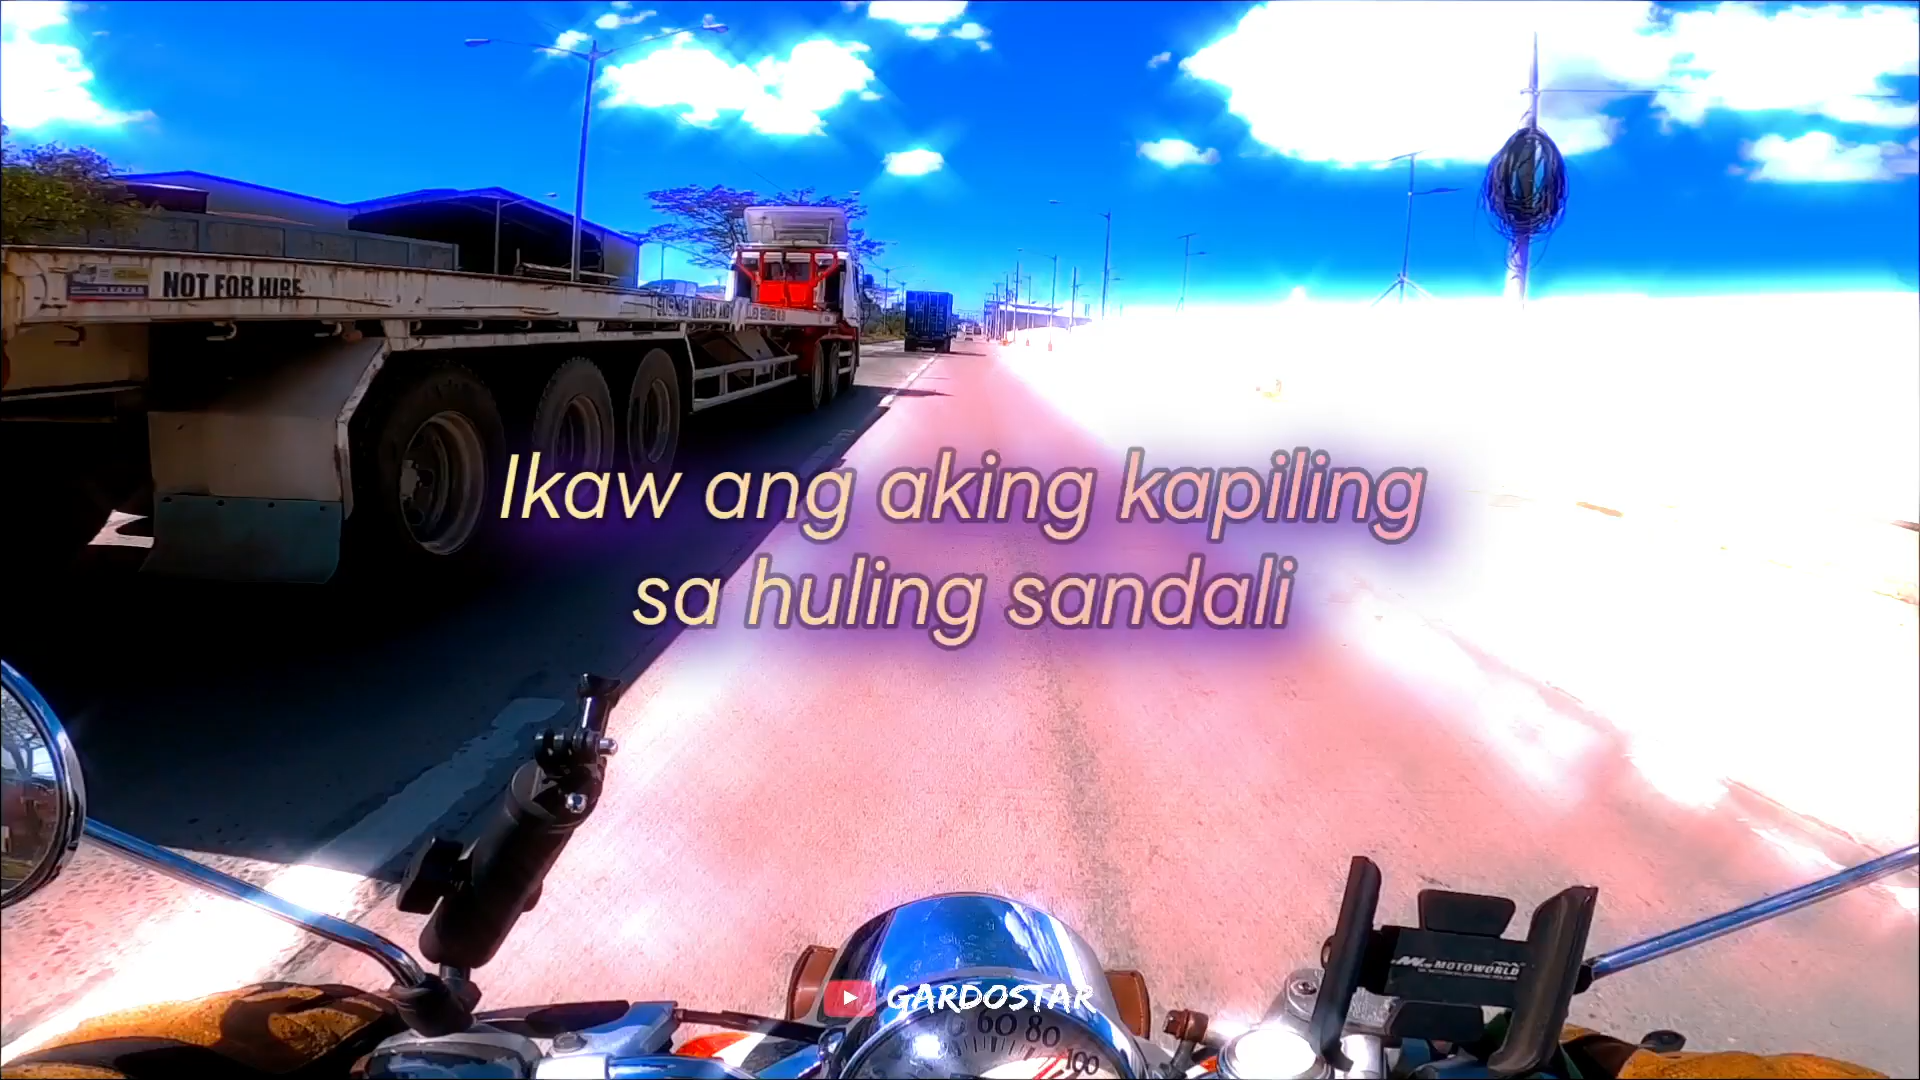 NOT FOR HIRE
Ikaw ang aking kapiling
sa huling sandali
MOTOWORLD
GARDOSTAR
60 80
100